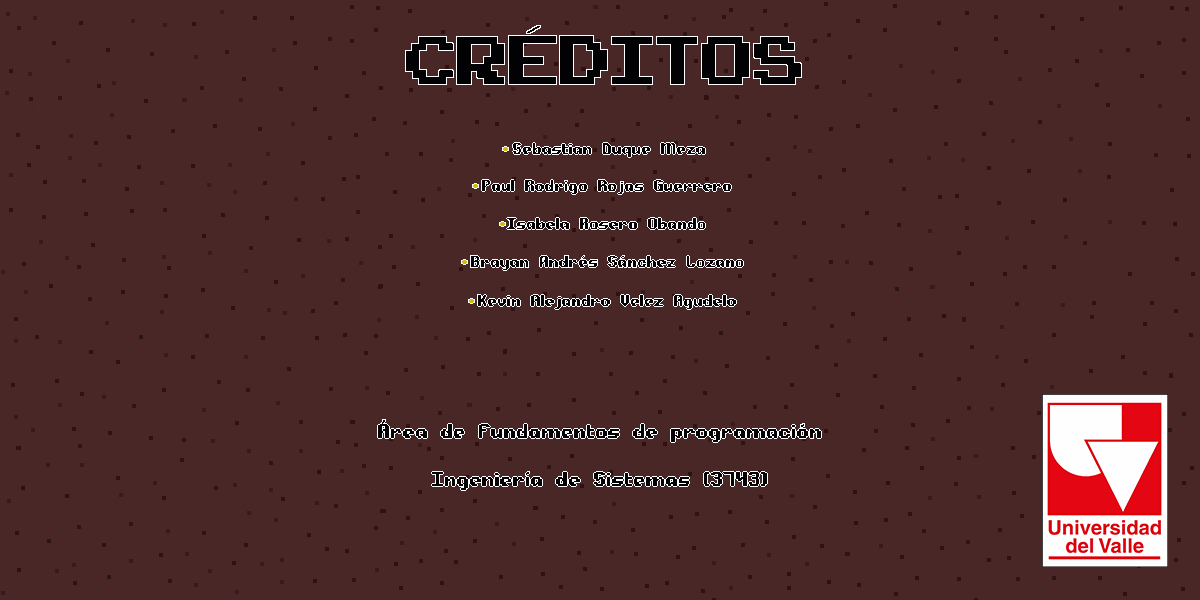 CRÉDITOS
•Sebastian Duque Meza
•Paul Rodrigo Rojas Guerrero
•Isabela Rosero Obando
•Brayan Andrés Sánchez Lozano
•Kevin Alejandro Velez Agudelo
Área de Fundamentos de programación
Ingeniería de Sistemas (3743)
Universidad
del Valle